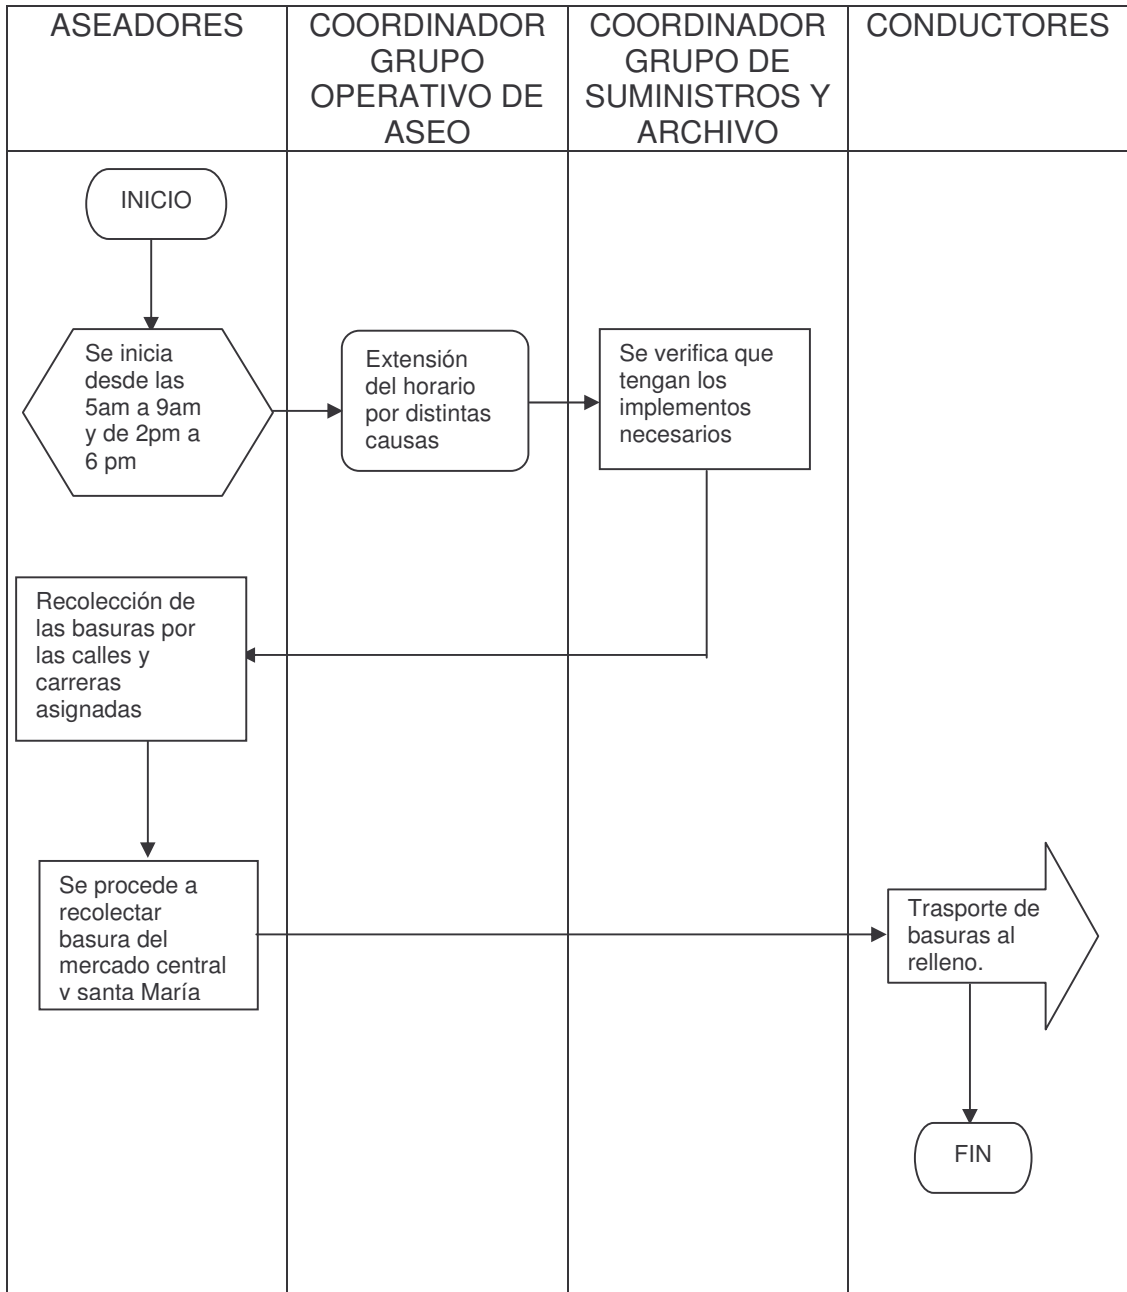 ASEADORES
COORDINADOR
GRUPO
OPERATIVO DE
ASEO
COORDINADOR
GRUPO DE
SUMINISTROS Y
ARCHIVO
CONDUCTORES
INICIO
Se inicia
desde las
5am a 9am
y de 2pm a
6 pm
Extensión
del horario
por distintas
causas
Se verifica que
tengan los
implementos
necesarios
Recolección de
las basuras por
las calles y
carreras
asignadas
Se procede a
recolectar
basura del
mercado central
y santa María
Trasporte de
basuras al
relleno.
FIN